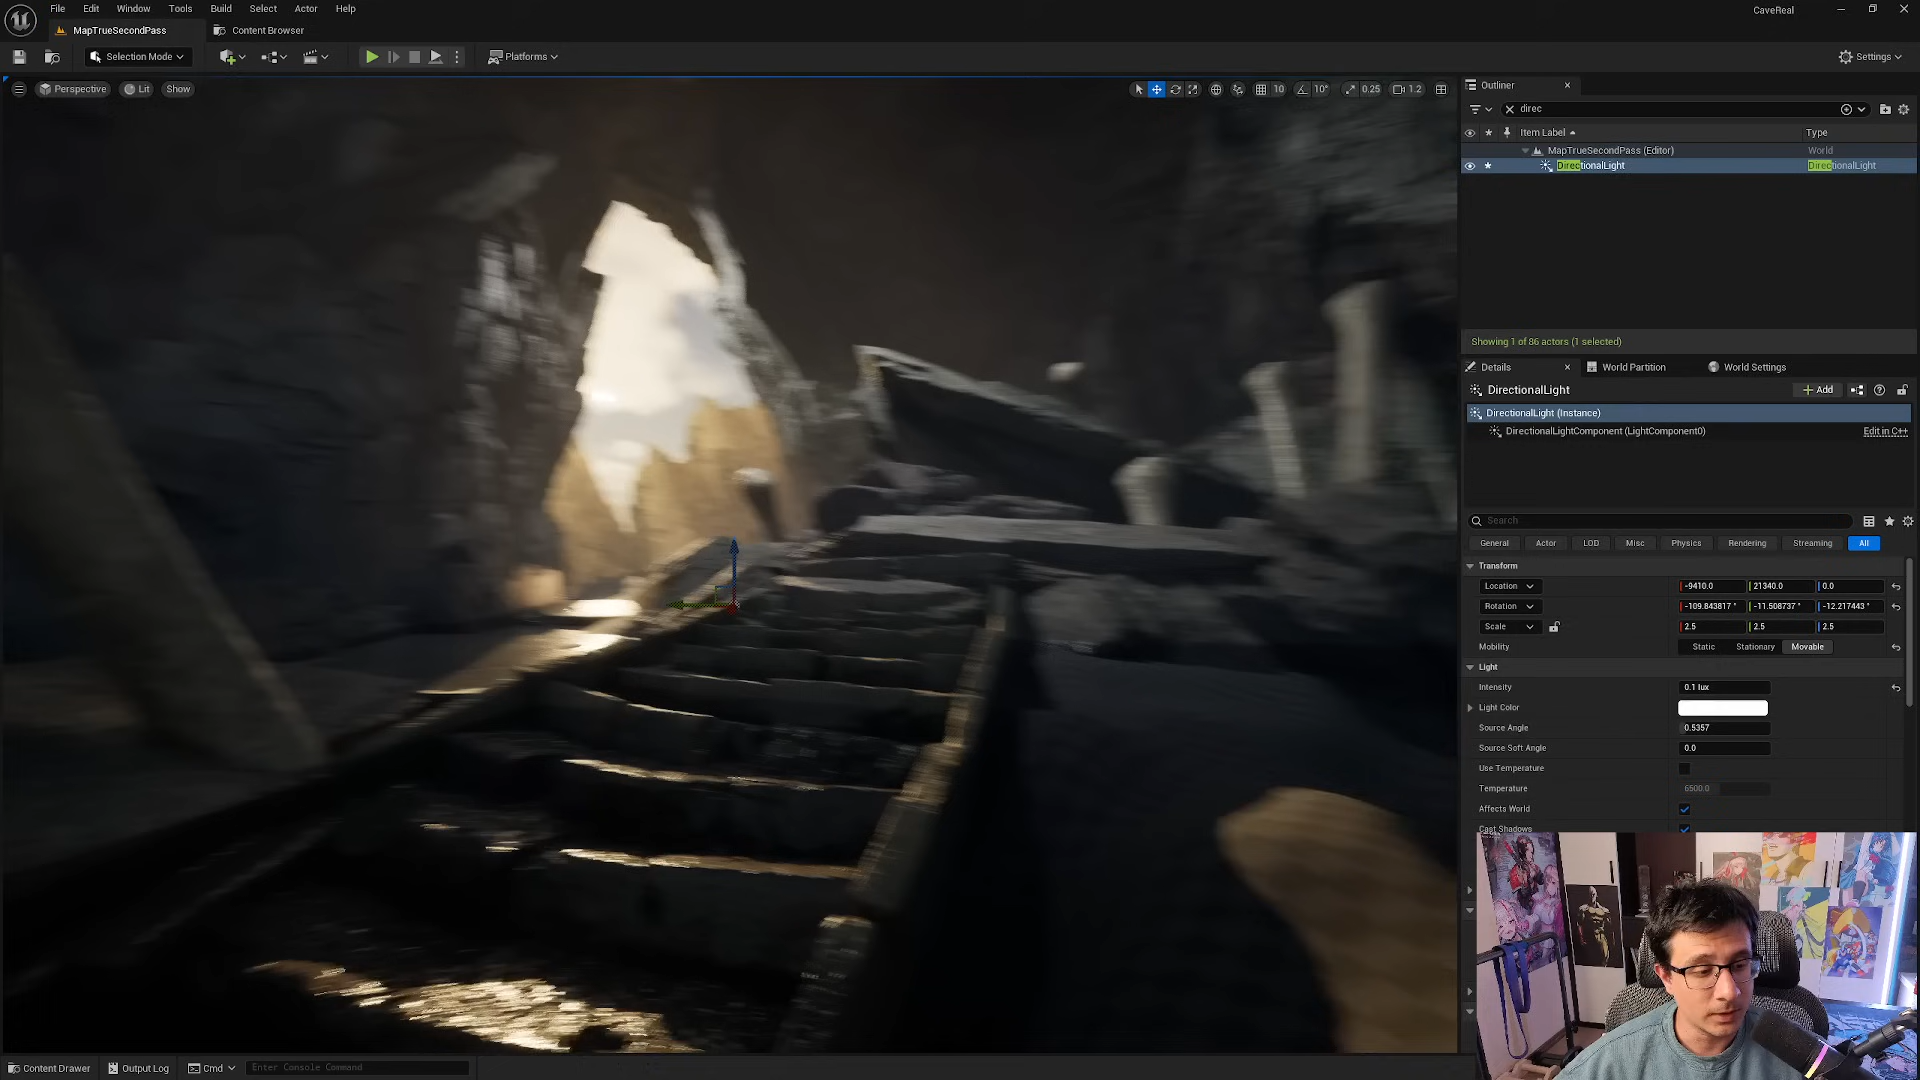 File Edit Window Tools Build Select Actor Help
CaveReal
MapTrueSecondPass
Content Browser
Selection Mode
Platforms
Settings
Perspective
Lit
Show
10
10°
0.25
1.2
Outliner
direc
Item Label
Type
MapTrueSecondPass (Editor)
World
DirectionalLight
DirectionalLight
Showing 1 of 86 actors (1 selected)
Details
World Partition
World Settings
DirectionalLight
Add
DirectionalLight (Instance)
DirectionalLightComponent (LightComponent0)
Edit in C++
Search
General Actor LOD Misc Physics Rendering Streaming All
Transform
Location -9410.0 21340.0 0.0
Rotation -109.843817° -11.508737° -12.217443°
Scale 2.5 2.5 2.5
Mobility Static Stationary Movable
Light
Intensity 0.1 lux
Light Color
Source Angle 0.5357
Source Soft Angle 0.0
Use Temperature
Temperature 6500.0
Affects World
Cast Shadows
Content Drawer
Output Log
Cmd
Enter Console Command